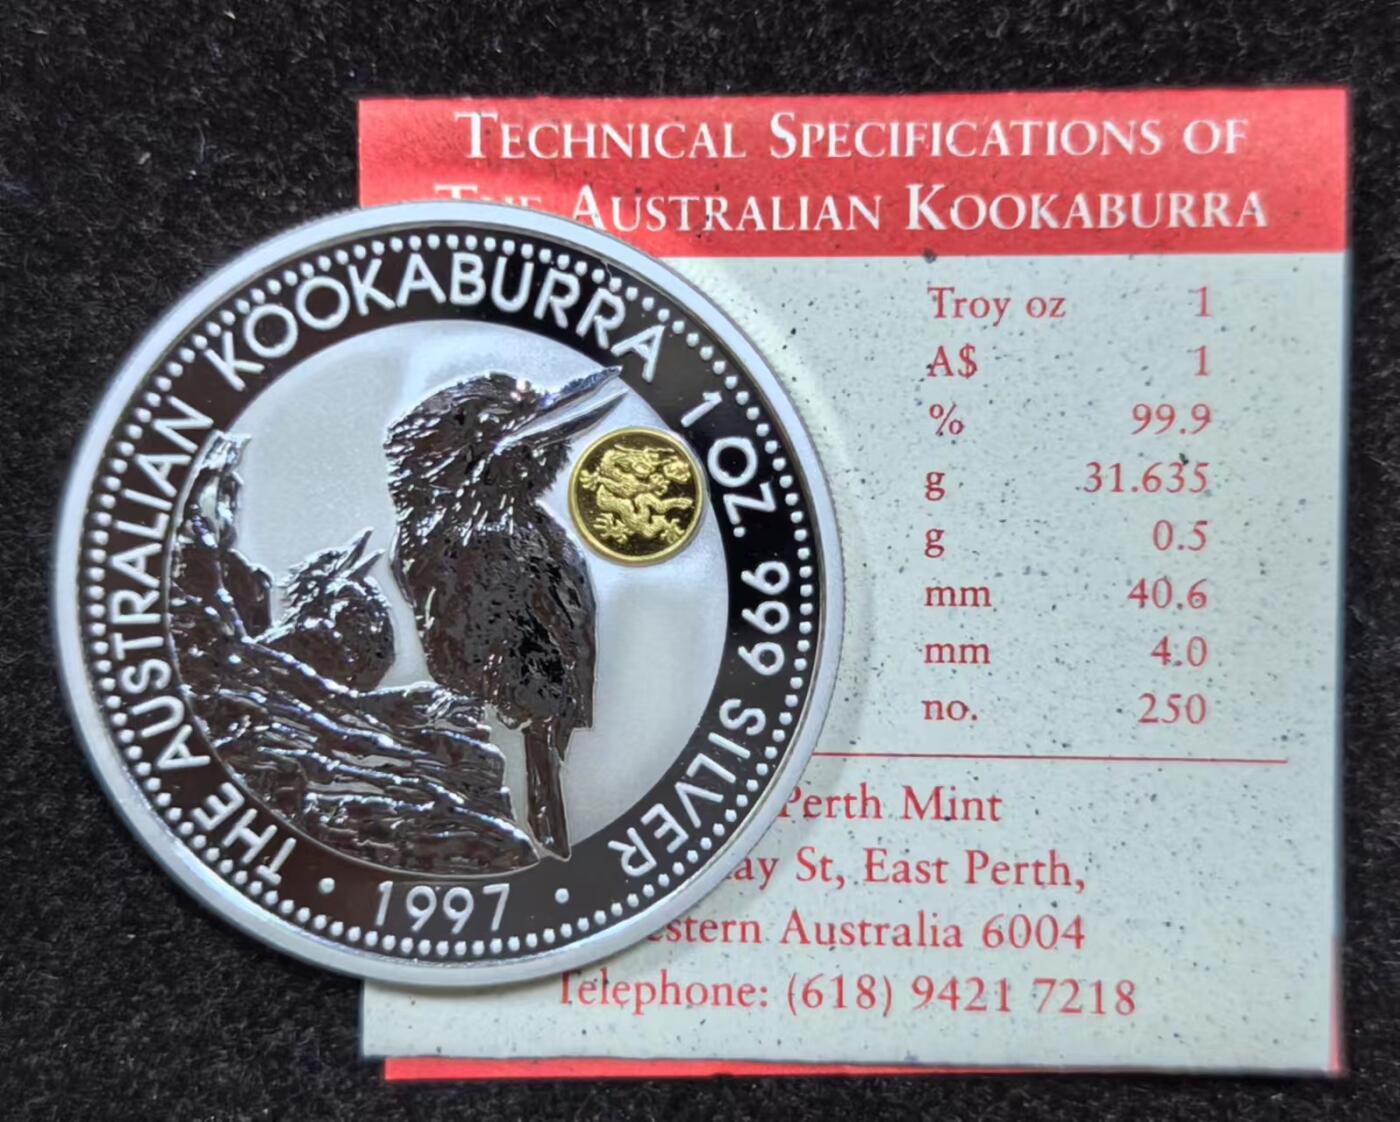 TECHNICAL SPECIFICATIONS OF
THE AUSTRALIAN KOOKABURRA
Troy oz 1
A$ 1
% 99.9
g 31.635
g 0.5
mm 40.6
mm 4.0
no. 250
Perth Mint
St, East Perth,
Australia 6004
Telephone: (618) 9421 7218
THE AUSTRALIAN KOOKABURRA 1 OZ. 999 SILVER
· 1997 ·